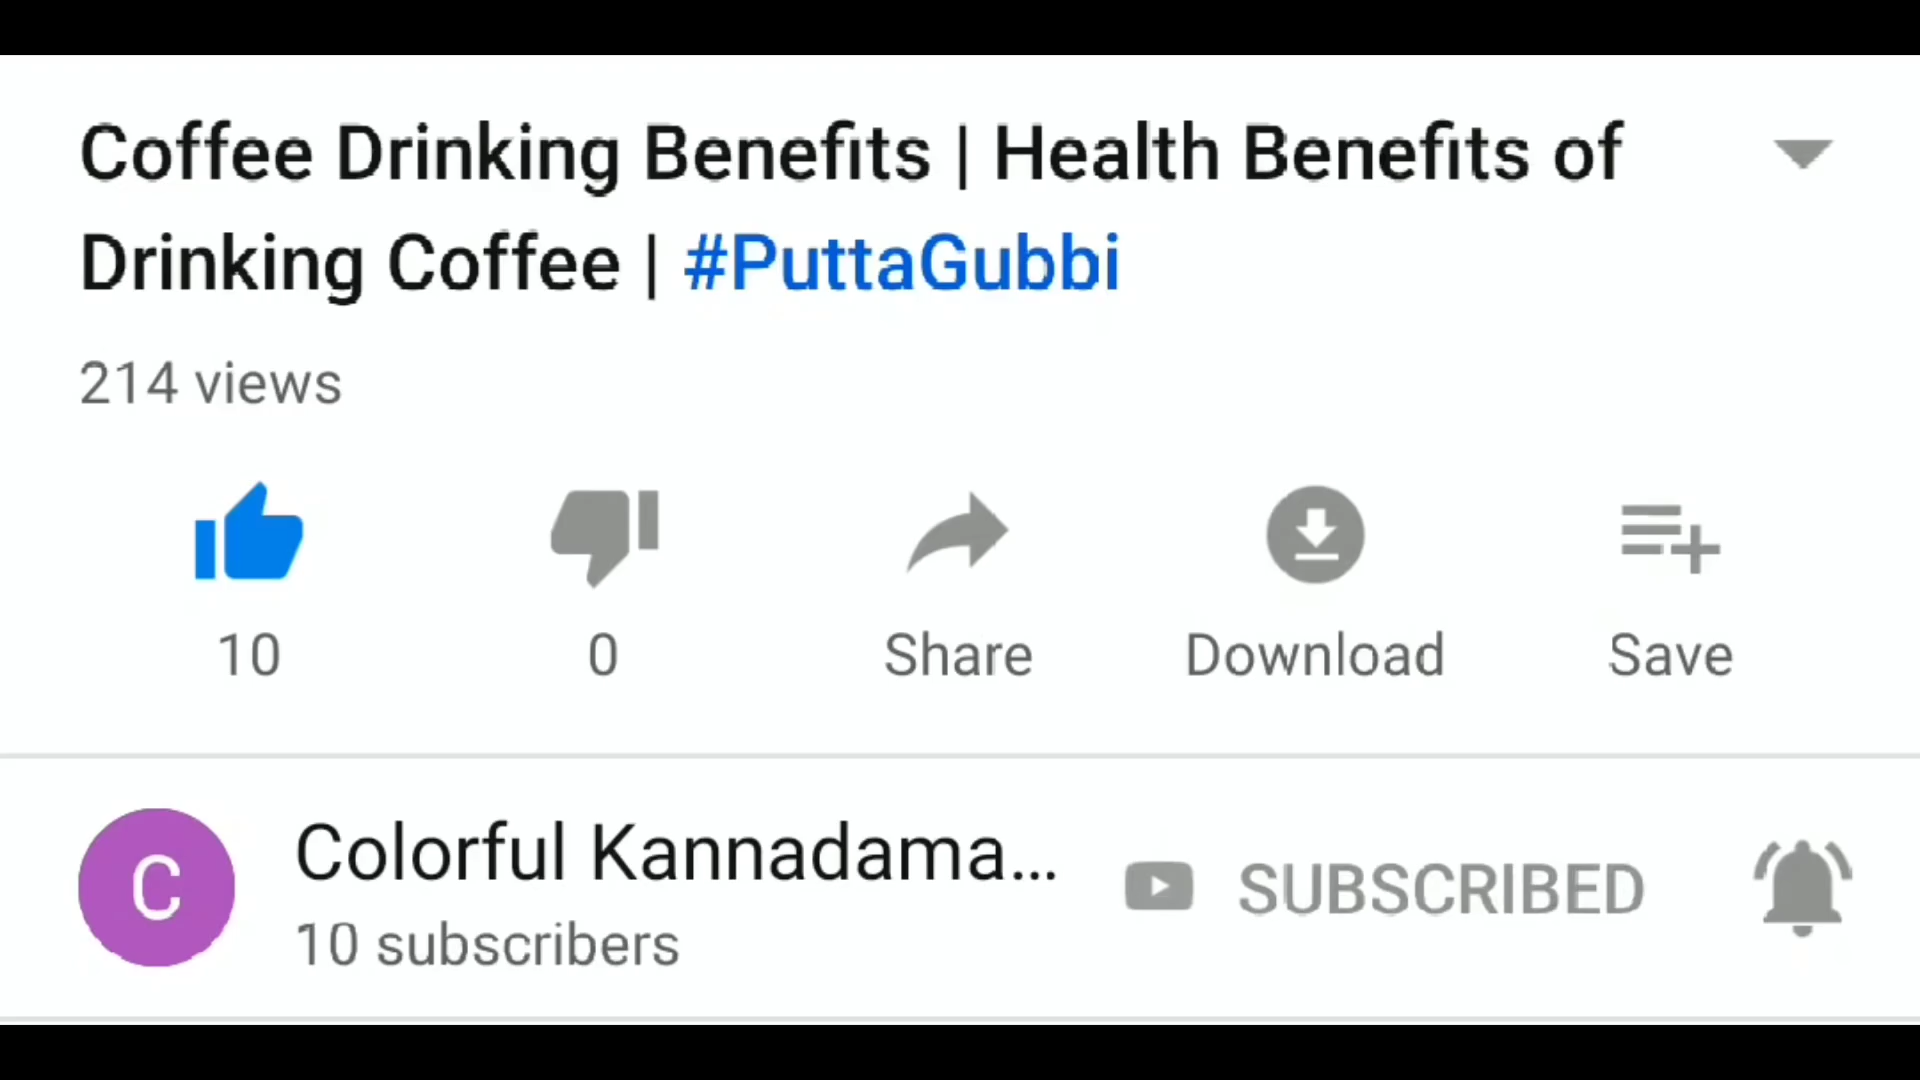 Coffee Drinking Benefits | Health Benefits of
Drinking Coffee | #PuttaGubbi
214 views
10
0
Share
Download
Save
C
Colorful Kannadama...
10 subscribers
SUBSCRIBED